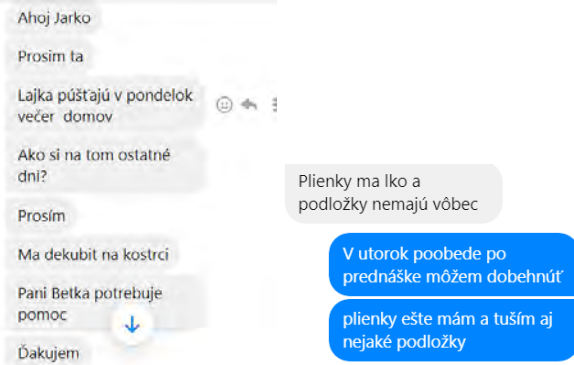 Ahoj Jarko
Prosim ta
Lajka púšťajú v pondelok
večer domov
Ako si na tom ostatné
dni?
Prosím
Ma dekubit na kostrci
Pani Betka potrebuje
pomoc
Ďakujem
Plienky ma lko a
podložky nemajú vôbec
V utorok poobede po
prednáške môžem dobehnúť
plienky ešte mám a tuším aj
nejaké podložky